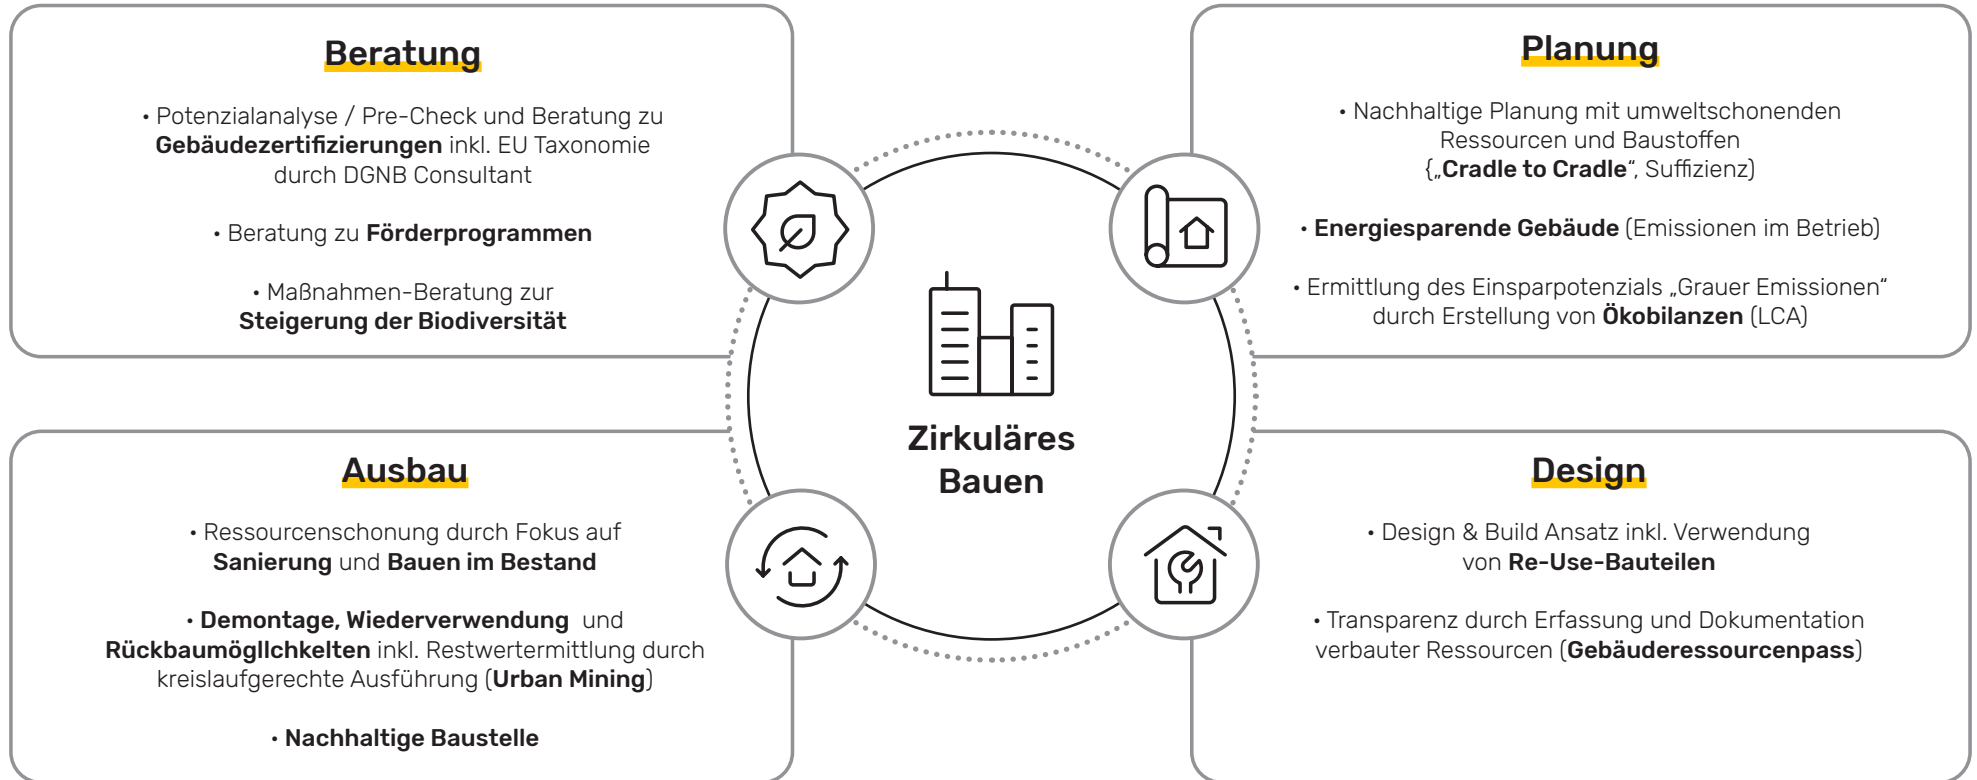 Beratung
• Potenzialanalyse / Pre-Check und Beratung zu
Gebäudezertifizierungen inkl. EU Taxonomie
durch DGNB Consultant
• Beratung zu Förderprogrammen
• Maßnahmen-Beratung zur
Steigerung der Biodiversität
Planung
• Nachhaltige Planung mit umweltschonenden
Ressourcen und Baustoffen
{„Cradle to Cradle“, Suffizienz)
• Energiesparende Gebäude (Emissionen im Betrieb)
• Ermittlung des Einsparpotenzials „Grauer Emissionen“
durch Erstellung von Ökobilanzen (LCA)
Zirkuläres
Bauen
Ausbau
• Ressourcenschonung durch Fokus auf
Sanierung und Bauen im Bestand
• Demontage, Wiederverwendung und
Rückbaumögllchkelten inkl. Restwertermittlung durch
kreislaufgerechte Ausführung (Urban Mining)
• Nachhaltige Baustelle
Design
• Design & Build Ansatz inkl. Verwendung
von Re-Use-Bauteilen
• Transparenz durch Erfassung und Dokumentation
verbauter Ressourcen (Gebäuderessourcenpass)